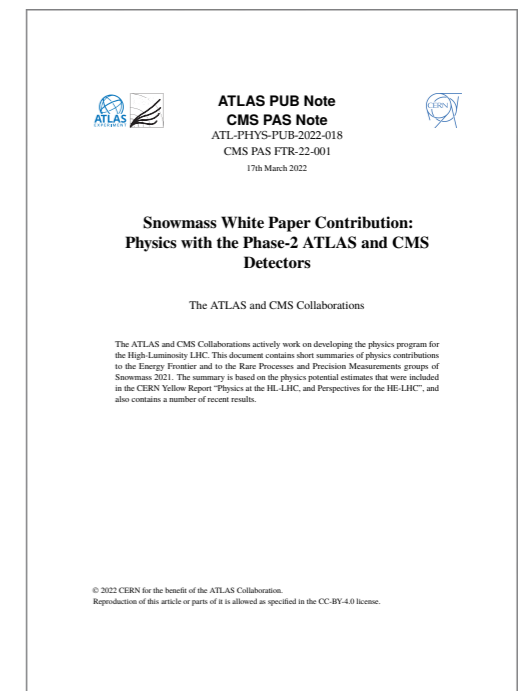 ATLAS
EXPERIMENT
ATLAS PUB Note
CMS PAS Note
ATL-PHYS-PUB-2022-018
CMS PAS FTR-22-001
17th March 2022
CERN
Snowmass White Paper Contribution:
Physics with the Phase-2 ATLAS and CMS
Detectors
The ATLAS and CMS Collaborations
The ATLAS and CMS Collaborations actively work on developing the physics program for
the High-Luminosity LHC. This document contains short summaries of physics contributions
to the Energy Frontier and to the Rare Processes and Precision Measurements groups of
Snowmass 2021. The summary is based on the physics potential estimates that were included
in the CERN Yellow Report “Physics at the HL-LHC, and Perspectives for the HE-LHC”, and
also contains a number of recent results.
© 2022 CERN for the benefit of the ATLAS Collaboration.
Reproduction of this article or parts of it is allowed as specified in the CC-BY-4.0 license.